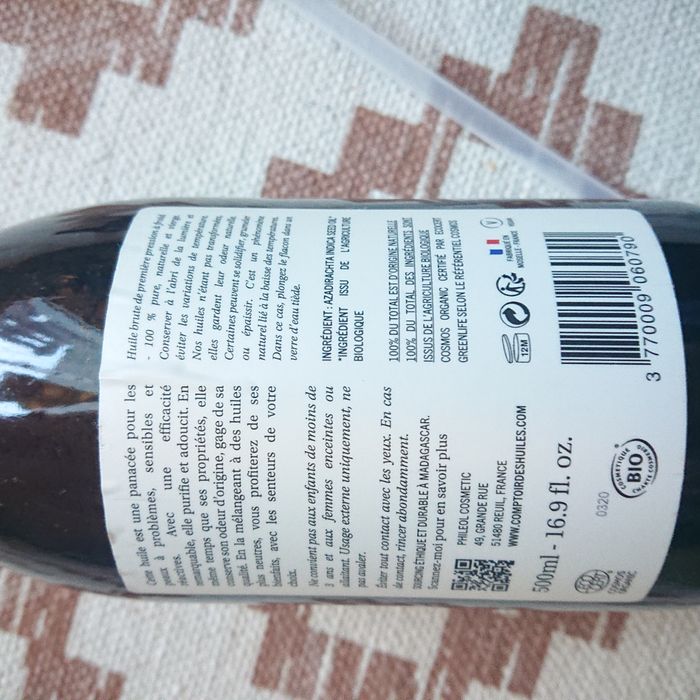 Cette huile est une panacée pour les
peaux à problèmes, sensibles et
réactives. Avec une efficacité
remarquable, elle purifie et adoucit. En
même temps que ses propriétés, elle
conserve son odeur d'origine, gage de sa
qualité. En la mélangeant à des huiles
plus neutres, vous profiterez de ses
bienfaits, avec les senteurs de votre
choix.
Ne convient pas aux enfants de moins de
3 ans et aux femmes enceintes ou
allaitant. Usage externe uniquement, ne
pas avaler.
Éviter tout contact avec les yeux. En cas
de contact, rincer abondamment.
SOURCING ÉTHIQUE ET DURABLE À MADAGASCAR.
Scannez-moi pour en savoir plus
PHILEOL COSMETIC
49, GRANDE RUE
51480 REUIL, FRANCE
WWW.COMPTOIRDESHUILES.COM
500ml - 16.9 fl. oz.
COSMOS
ORGANIC
0320
COSMÉTIQUE
BIO
Huile brute de première pression à froid
- 100 % pure, naturelle et vierge.
Conserver à l'abri de la lumière et
éviter les variations de température.
Nos huiles n'étant pas transformées,
elles gardent leur odeur naturelle.
Certaines peuvent se solidifier, grainer
ou épaissir. C'est un phénomène
naturel lié à la baisse des températures.
Dans ce cas, plongez le flacon dans un
verre d'eau tiède.
INGRÉDIENT : AZADIRACHTA INDICA SEED OIL*
*INGRÉDIENT ISSU DE L'AGRICULTURE
BIOLOGIQUE
100% DU TOTAL EST D'ORIGINE NATURELLE
100% DU TOTAL DES INGRÉDIENTS SONT
ISSUS DE L'AGRICULTURE BIOLOGIQUE
COSMOS ORGANIC CERTIFIÉ PAR ECOCERT
GREENLIFE SELON LE RÉFÉRENTIEL COSMOS
12M
FABRIQUÉ EN
MOSELLE - FRANCE
V
VEGAN
3 770009 060790